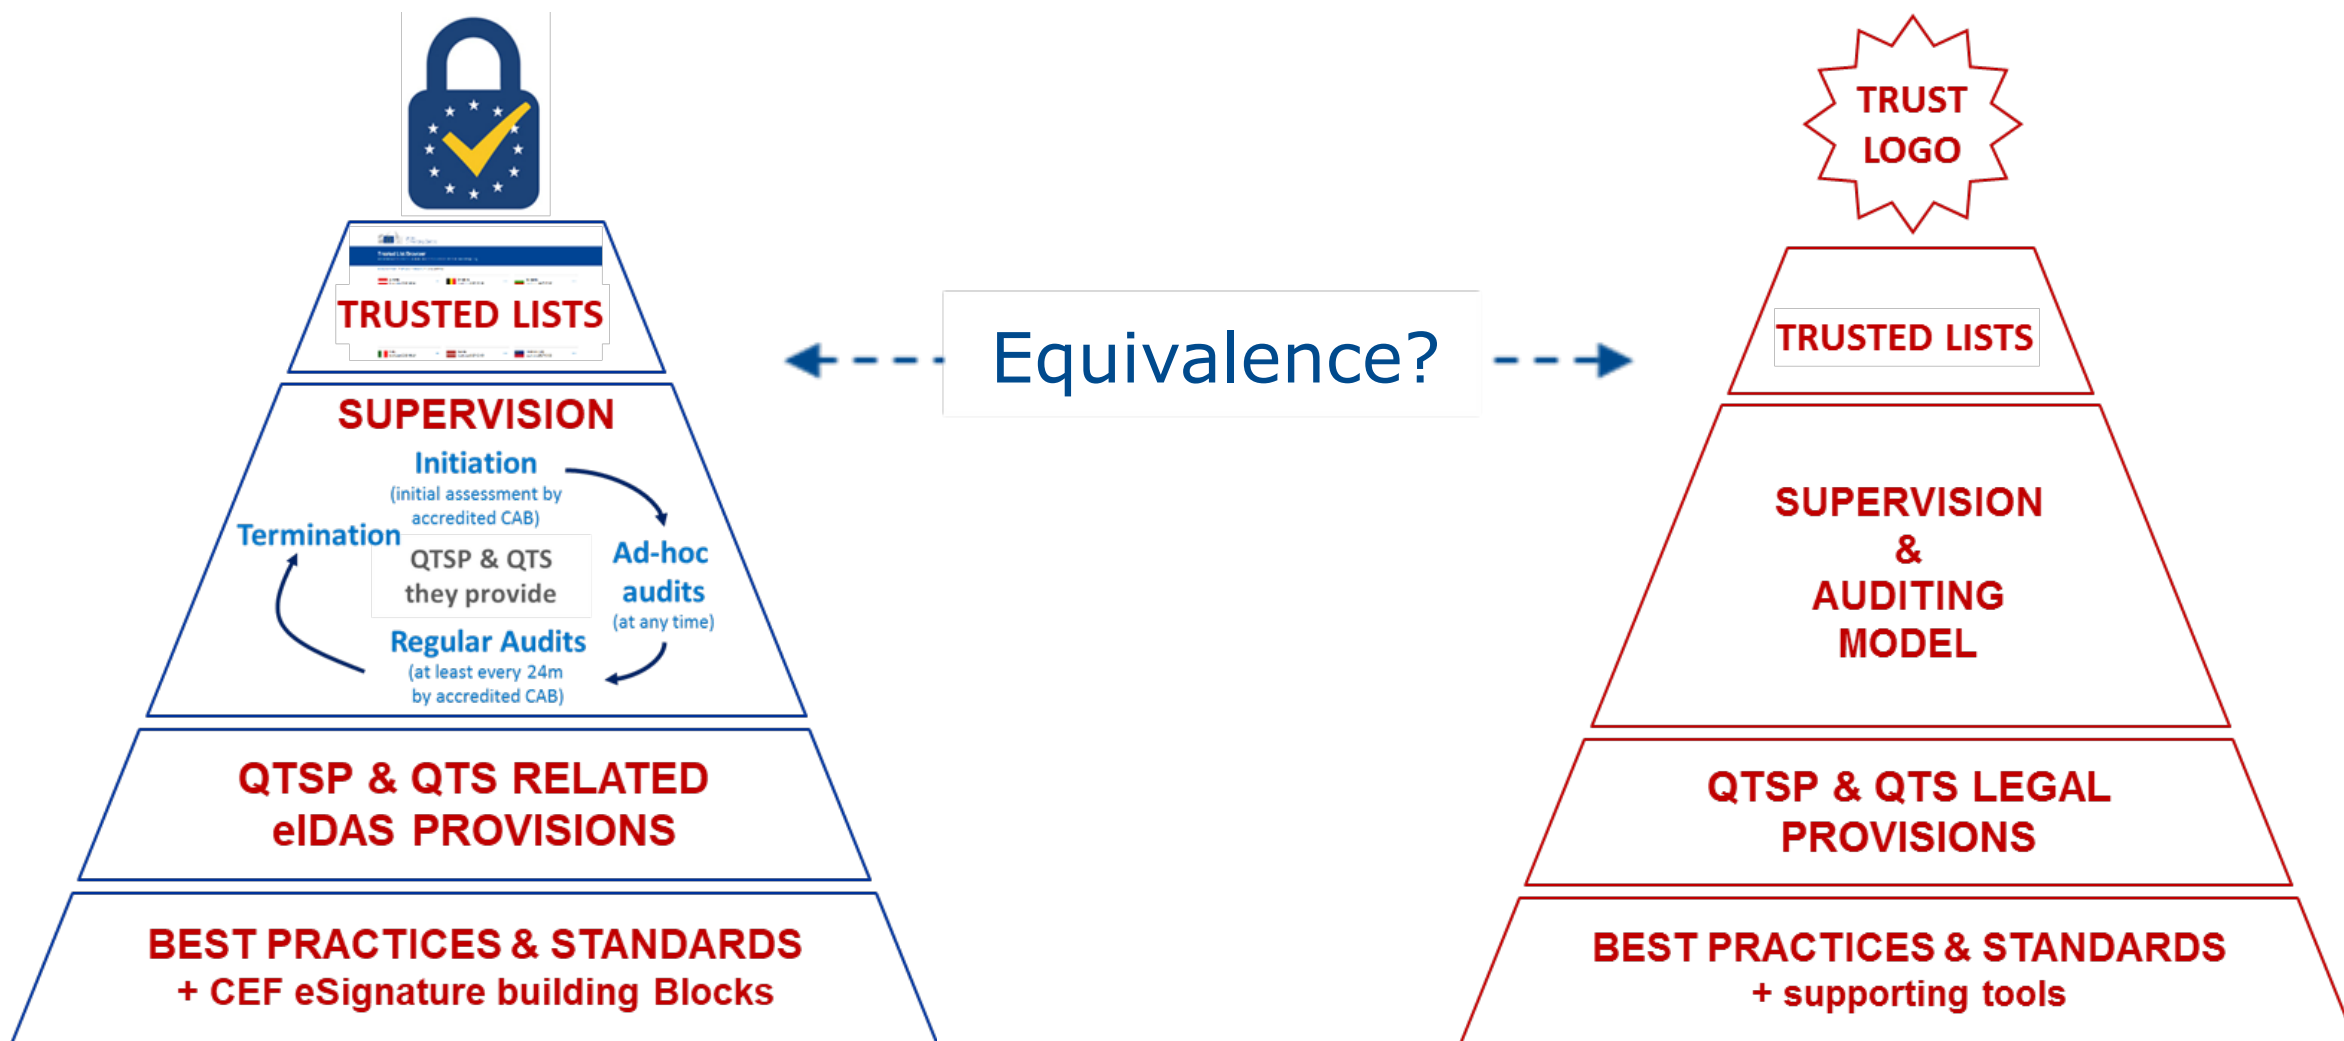 TRUSTED LISTS
SUPERVISION
Initiation
(initial assessment by
accredited CAB)
Termination
QTSP & QTS
they provide
Ad-hoc
audits
(at any time)
Regular Audits
(at least every 24m
by accredited CAB)
QTSP & QTS RELATED
eIDAS PROVISIONS
BEST PRACTICES & STANDARDS
+ CEF eSignature building Blocks
Equivalence?
TRUST
LOGO
TRUSTED LISTS
SUPERVISION
&
AUDITING
MODEL
QTSP & QTS LEGAL
PROVISIONS
BEST PRACTICES & STANDARDS
+ supporting tools